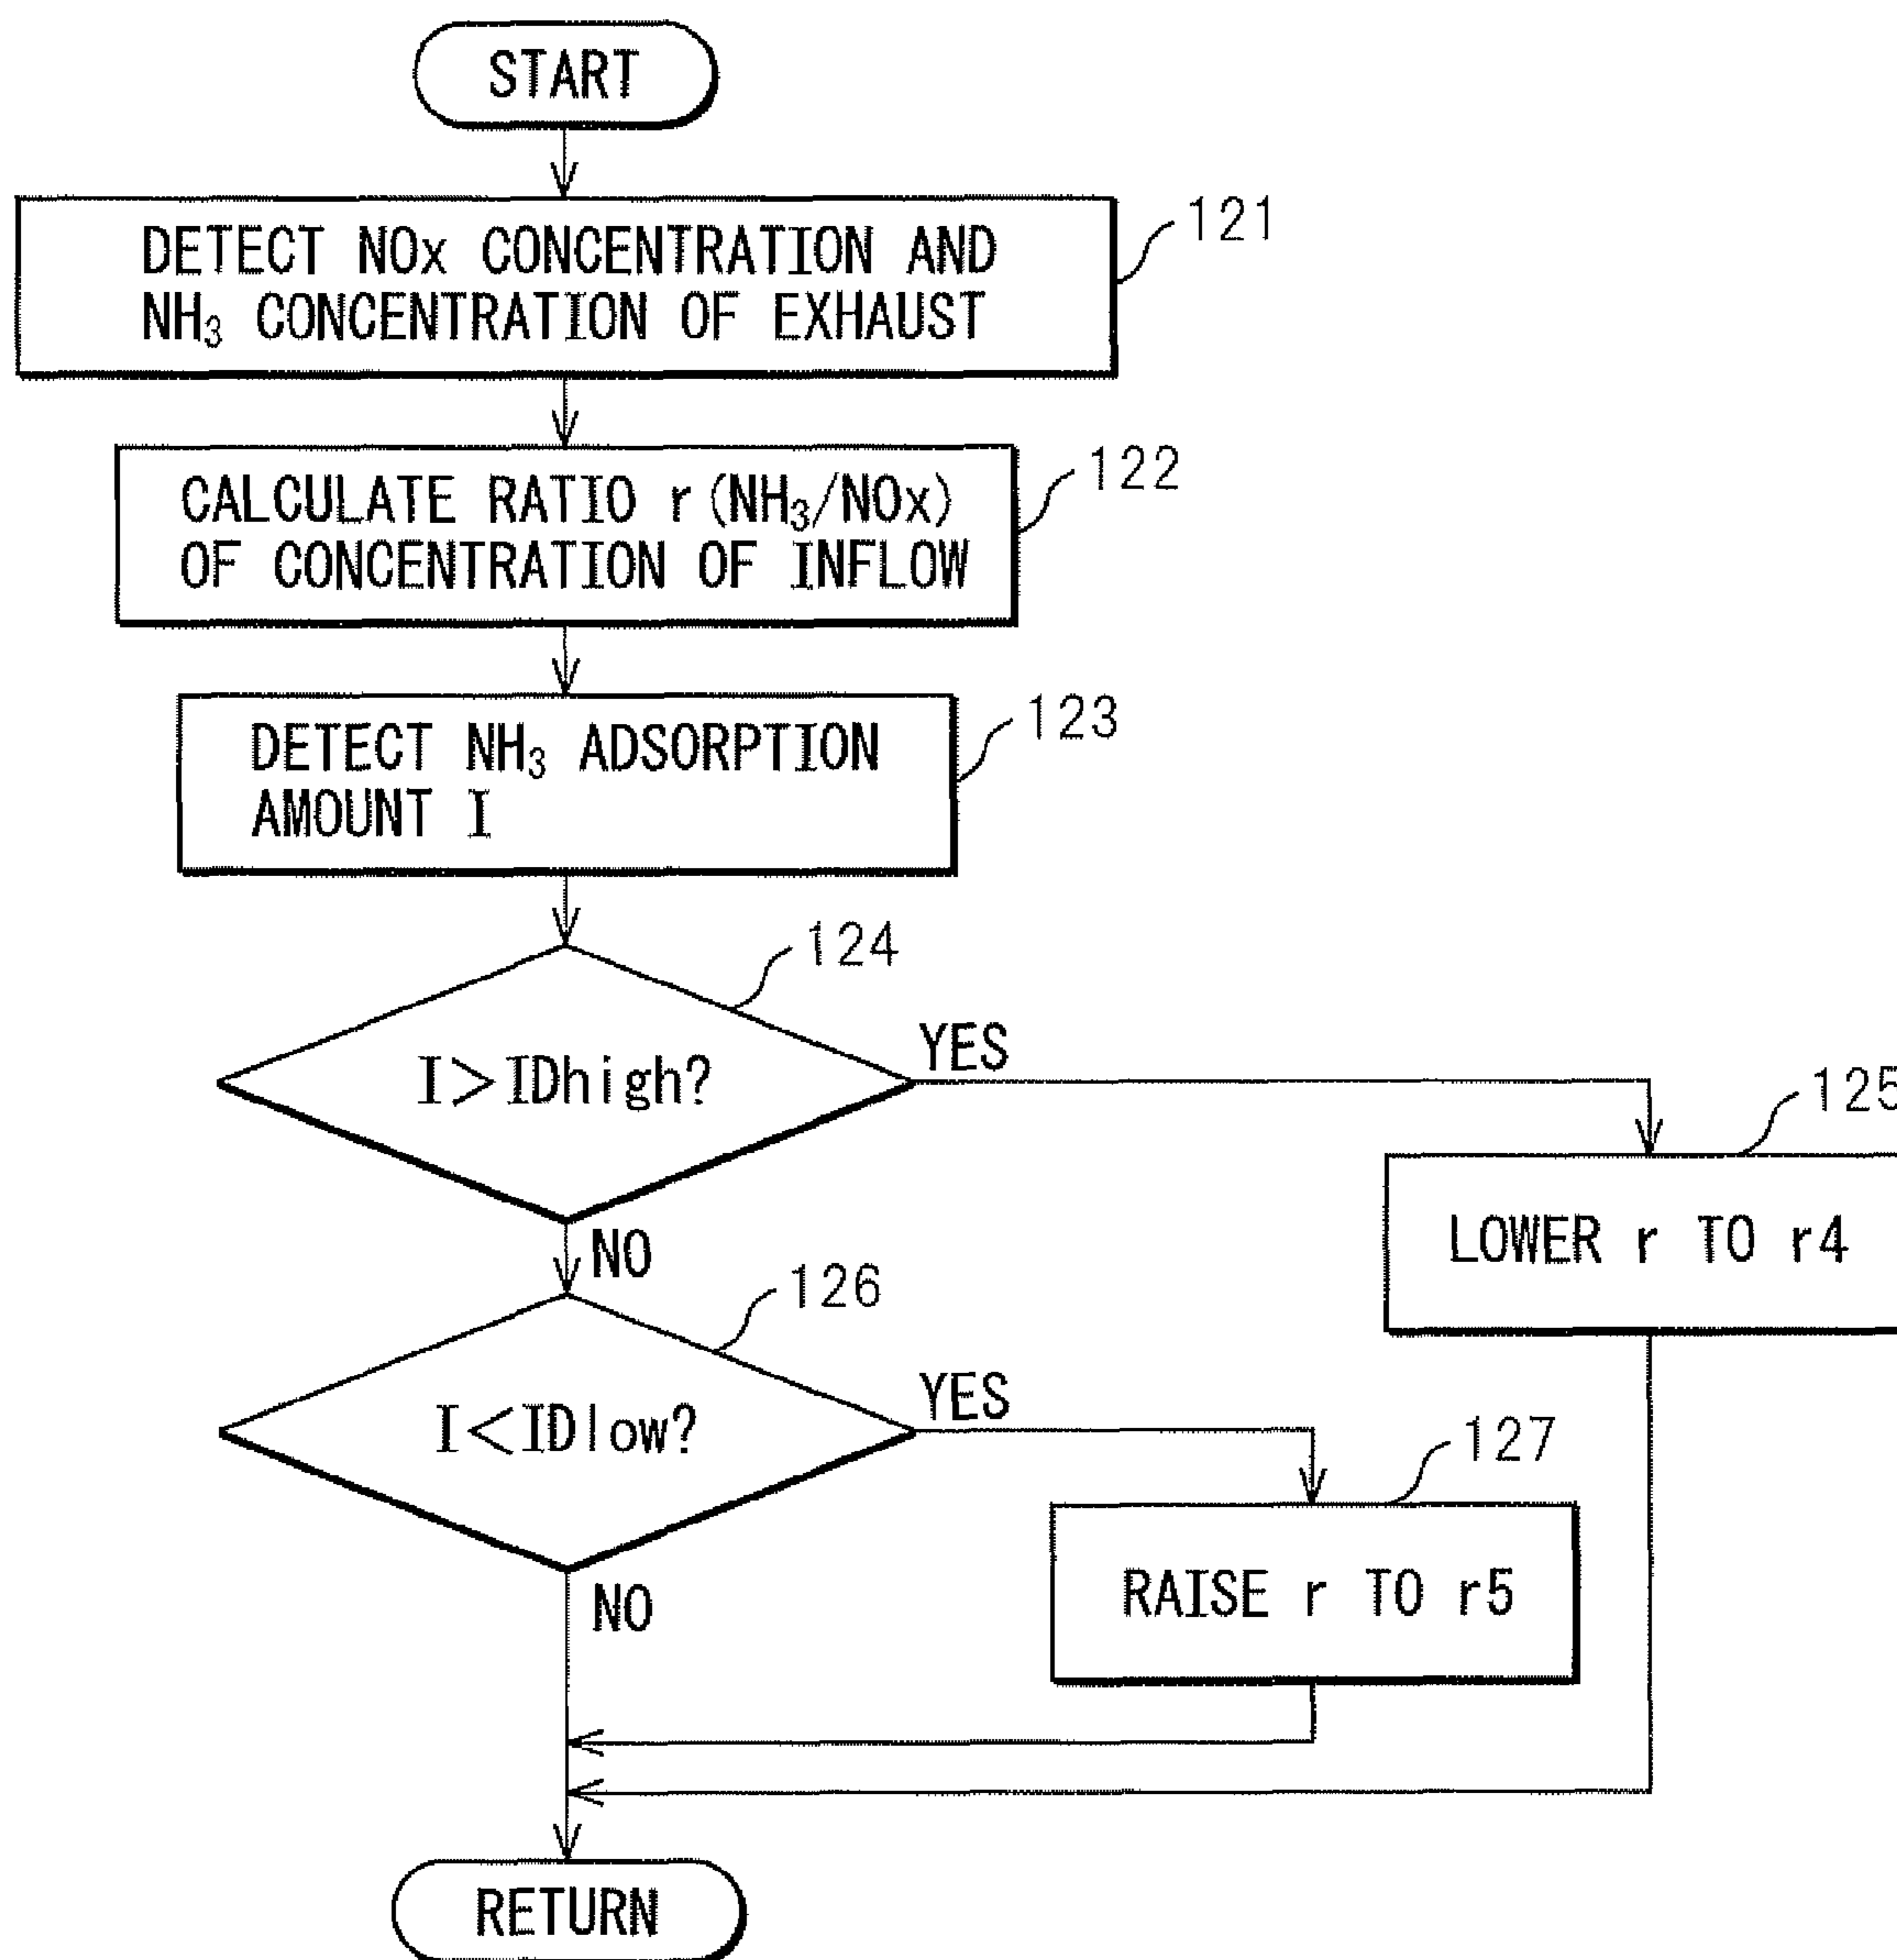 START
DETECT NOx CONCENTRATION AND
NH₃ CONCENTRATION OF EXHAUST
121
CALCULATE RATIO r(NH₃/NOx)
OF CONCENTRATION OF INFLOW
122
DETECT NH₃ ADSORPTION
AMOUNT I
123
124
I>IDhigh?
YES
NO
125
LOWER r TO r4
126
I<IDlow?
YES
NO
127
RAISE r TO r5
RETURN